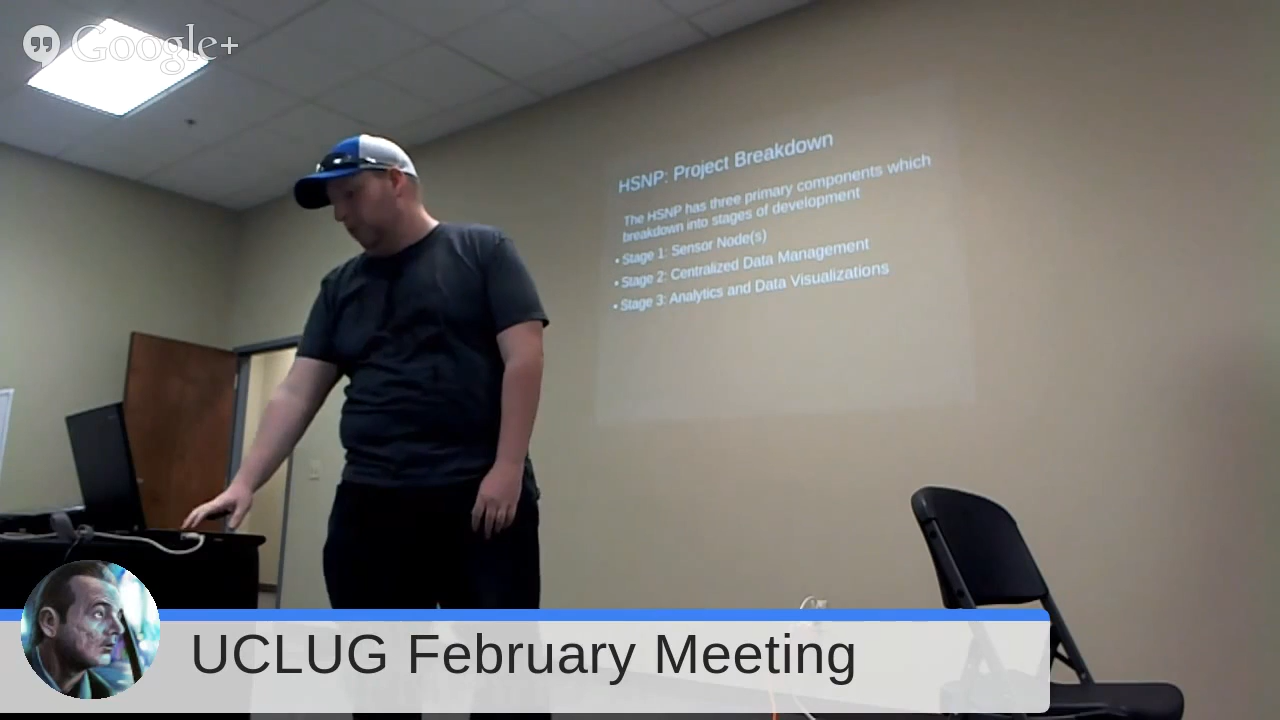 Google+
HSNP: Project Breakdown
The HSNP has three primary components which
breakdown into stages of development
• Stage 1: Sensor Node(s)
• Stage 2: Centralized Data Management
• Stage 3: Analytics and Data Visualizations
UCLUG February Meeting